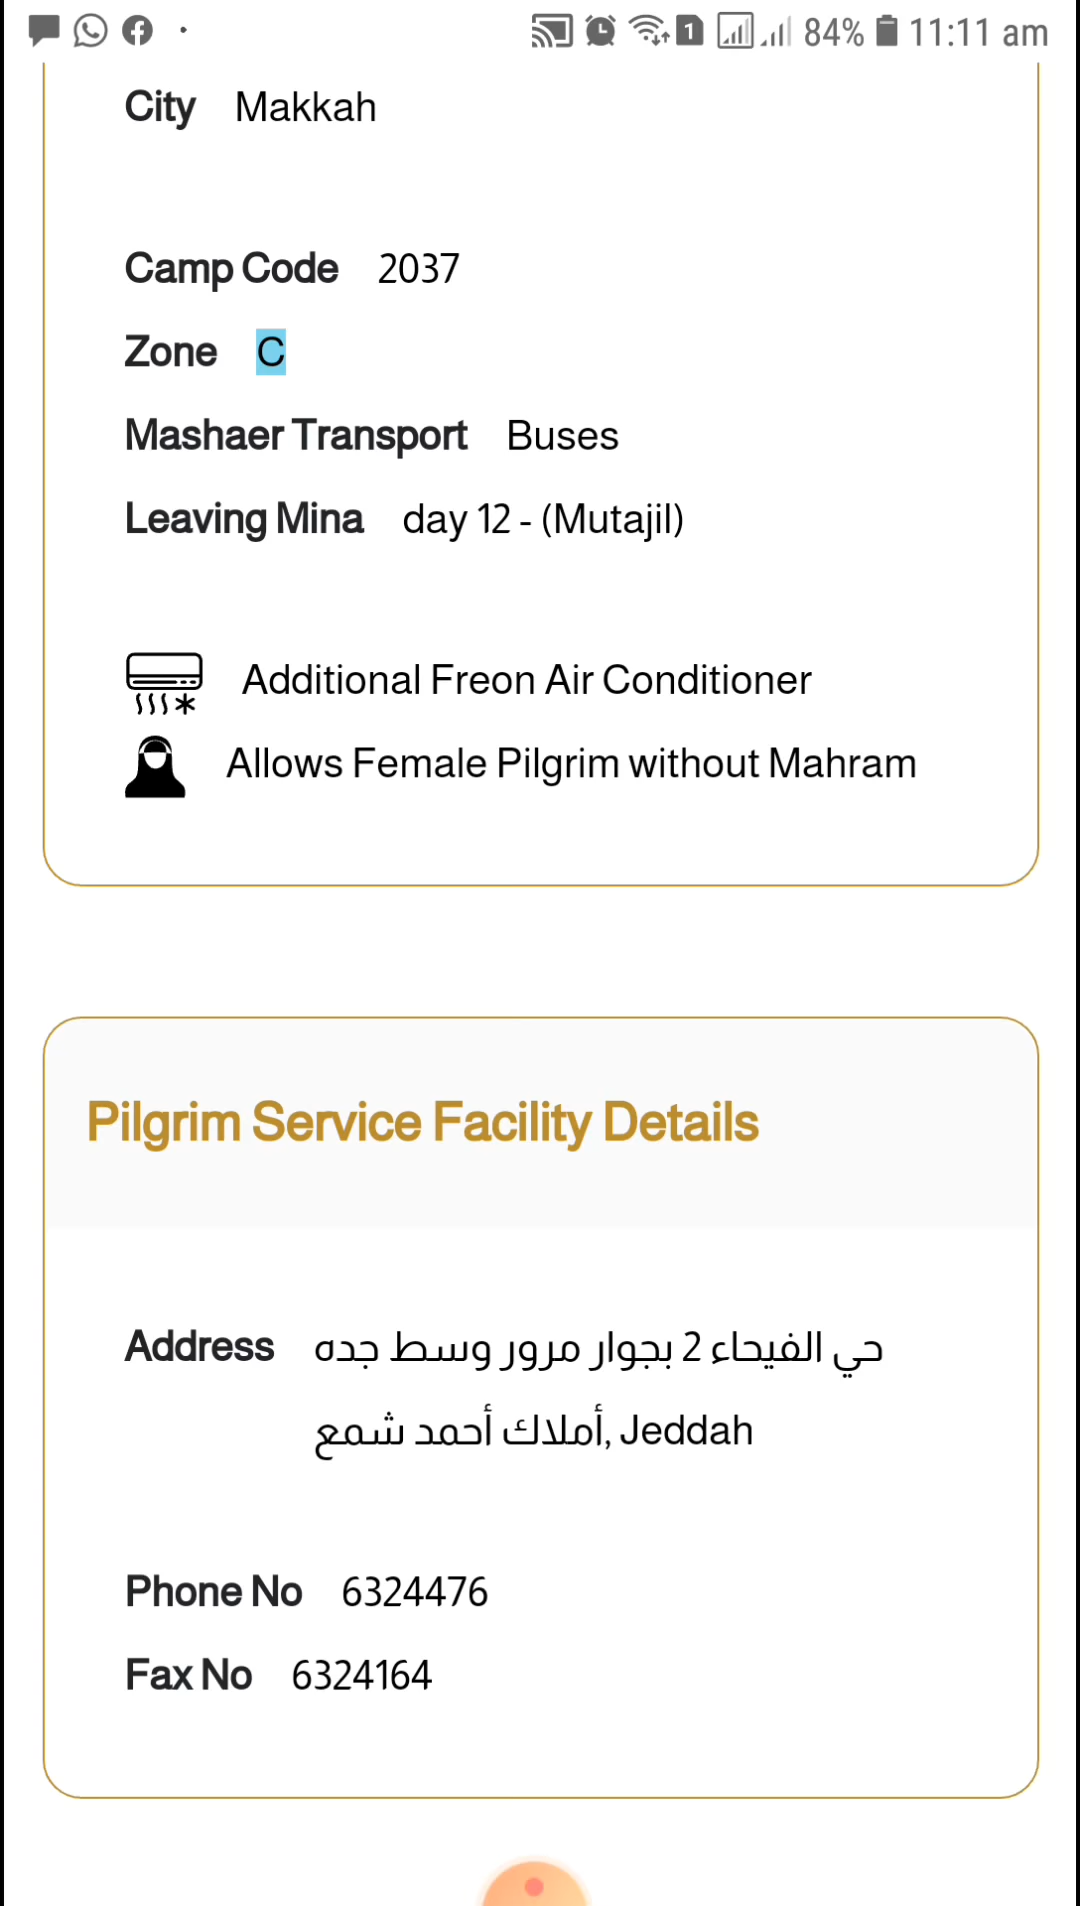 84% 11:11 am
City Makkah
Camp Code 2037
Zone C
Mashaer Transport Buses
Leaving Mina day 12 - (Mutajil)
Additional Freon Air Conditioner
Allows Female Pilgrim without Mahram
Pilgrim Service Facility Details
Address حي الفيحاء 2 بجوار مرور وسط جده
أملاك أحمد شمع, Jeddah
Phone No 6324476
Fax No 6324164